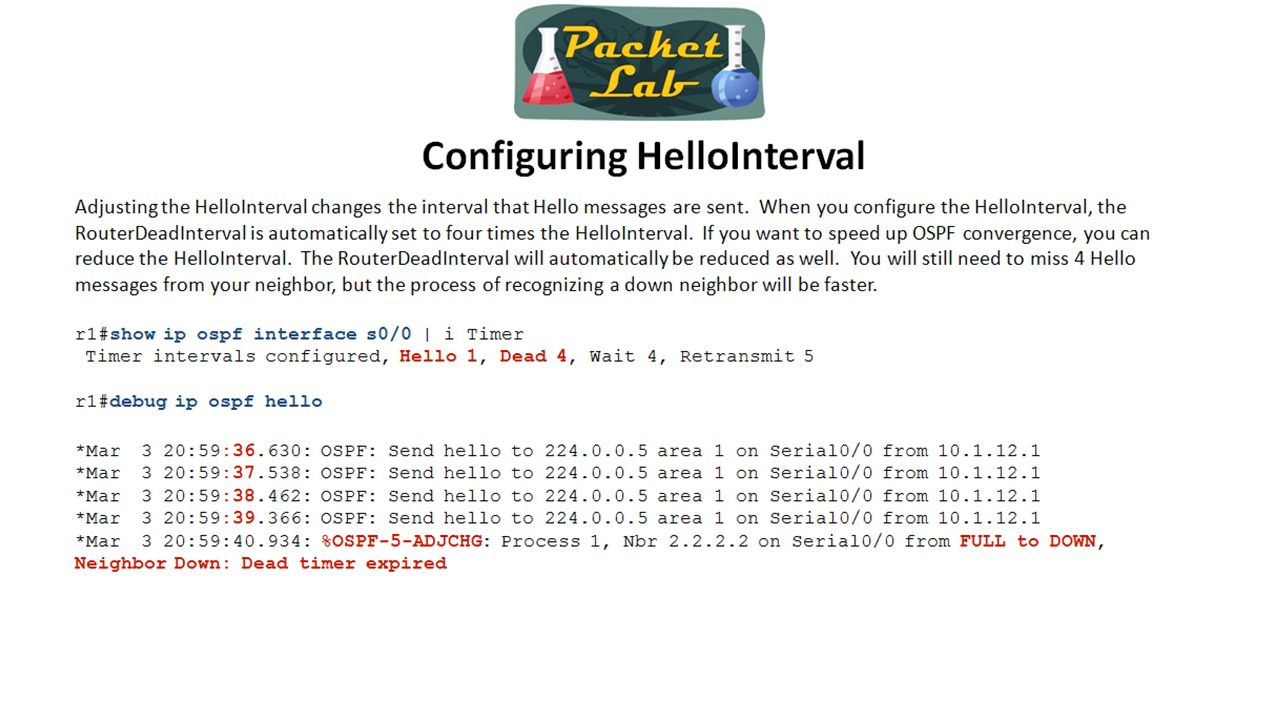 Packet
Lab
Configuring HelloInterval
Adjusting the HelloInterval changes the interval that Hello messages are sent.  When you configure the HelloInterval, the
RouterDeadInterval is automatically set to four times the HelloInterval.  If you want to speed up OSPF convergence, you can
reduce the HelloInterval.  The RouterDeadInterval will automatically be reduced as well.  You will still need to miss 4 Hello
messages from your neighbor, but the process of recognizing a down neighbor will be faster.
r1#show ip ospf interface s0/0 | i Timer
 Timer intervals configured, Hello 1, Dead 4, Wait 4, Retransmit 5
r1#debug ip ospf hello
*Mar  3 20:59:36.630: OSPF: Send hello to 224.0.0.5 area 1 on Serial0/0 from 10.1.12.1
*Mar  3 20:59:37.538: OSPF: Send hello to 224.0.0.5 area 1 on Serial0/0 from 10.1.12.1
*Mar  3 20:59:38.462: OSPF: Send hello to 224.0.0.5 area 1 on Serial0/0 from 10.1.12.1
*Mar  3 20:59:39.366: OSPF: Send hello to 224.0.0.5 area 1 on Serial0/0 from 10.1.12.1
*Mar  3 20:59:40.934: %OSPF-5-ADJCHG: Process 1, Nbr 2.2.2.2 on Serial0/0 from FULL to DOWN,
Neighbor Down: Dead timer expired